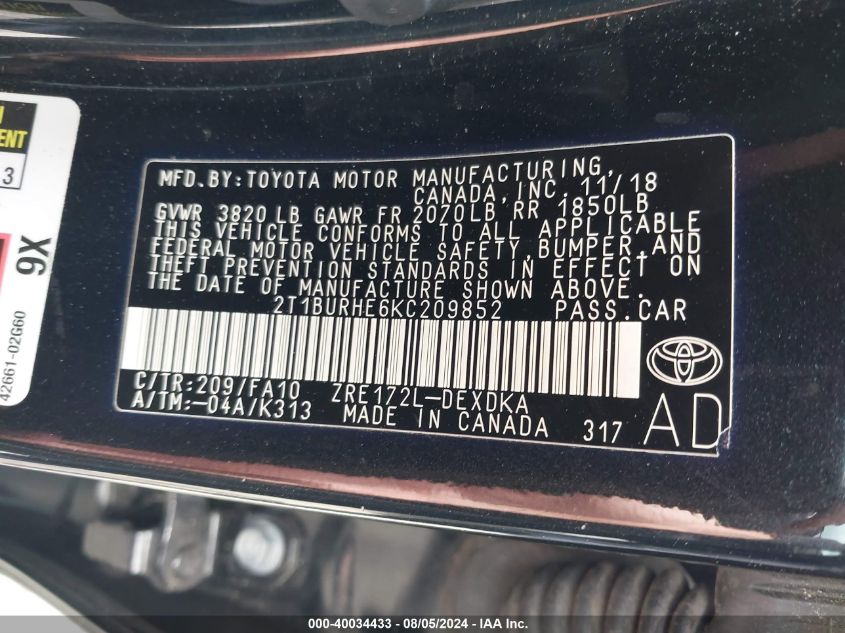 ENT
3
9X
42661-02G60
MFD.BY:TOYOTA MOTOR MANUFACTURING,
CANADA, INC. 11/18
GVWR 3820 LB GAWR FR 2070LB RR 1850LB
THIS VEHICLE CONFORMS TO ALL APPLICABLE
FEDERAL MOTOR VEHICLE SAFETY, BUMPER, AND
THEFT PREVENTION STANDARDS IN EFFECT ON
THE DATE OF MANUFACTURE SHOWN ABOVE.
2T1BURHE6KC209852 PASS.CAR
C/TR:209/FA10 ZRE172L-DEXDKA
A/TM:-04A/K313 MADE IN CANADA 317
AD
000-40034433 - 08/05/2024 - IAA Inc.